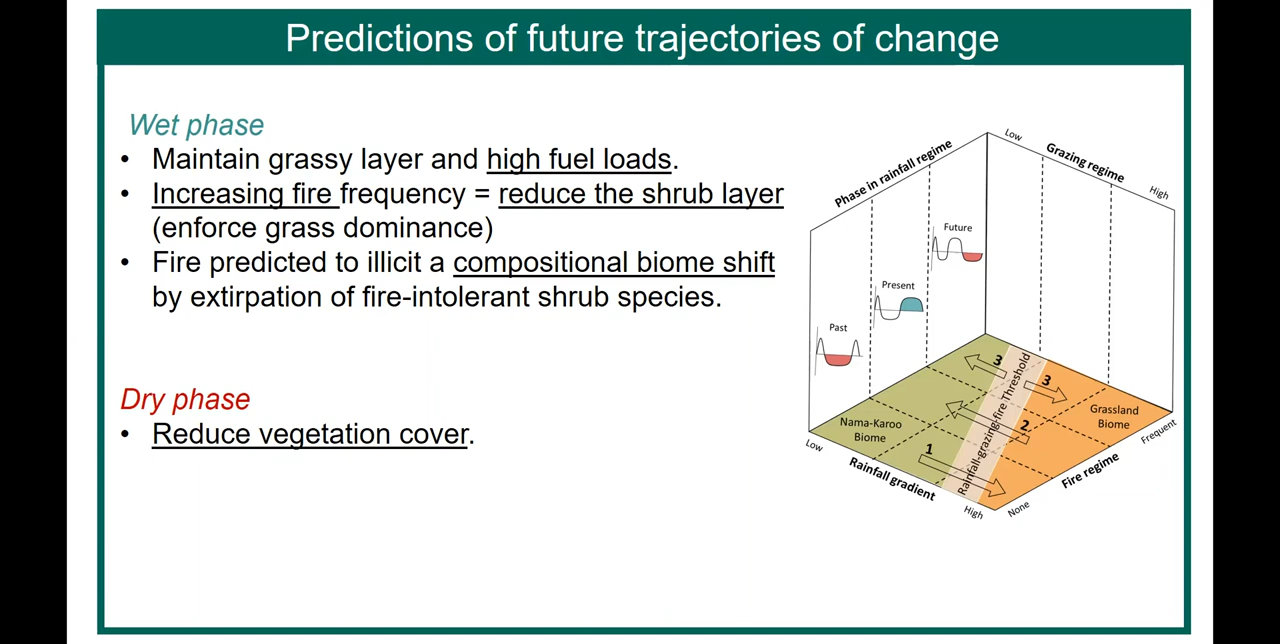 Predictions of future trajectories of change
Wet phase
• Maintain grassy layer and high fuel loads.
• Increasing fire frequency = reduce the shrub layer
(enforce grass dominance)
• Fire predicted to illicit a compositional biome shift
by extirpation of fire-intolerant shrub species.
Dry phase
• Reduce vegetation cover.
Phase in rainfall regime
Low
Grazing regime
High
Future
Present
Past
3
3
Rainfall-grazing-fire Threshold
2
1
Nama-Karoo
Biome
Grassland
Biome
Low
Rainfall gradient
High
None
Fire regime
Frequent